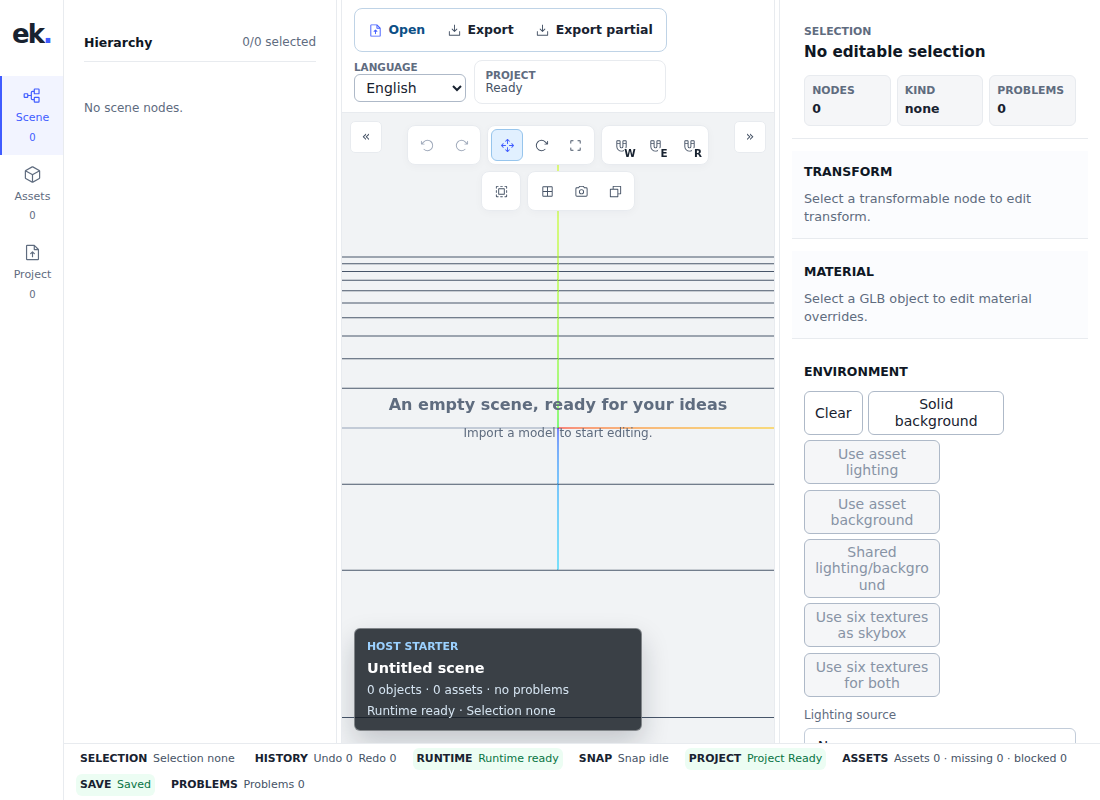 ek.
Scene
0
Assets
0
Project
0
Hierarchy
0/0 selected
No scene nodes.
Open
Export
Export partial
LANGUAGE
English
PROJECT
Ready
«
»
W
E
R
An empty scene, ready for your ideas
Import a model to start editing.
HOST STARTER
Untitled scene
0 objects · 0 assets · no problems
Runtime ready · Selection none
SELECTION
No editable selection
NODES
0
KIND
none
PROBLEMS
0
TRANSFORM
Select a transformable node to edit
transform.
MATERIAL
Select a GLB object to edit material
overrides.
ENVIRONMENT
Clear
Solid
background
Use asset
lighting
Use asset
background
Shared
lighting/backgro
und
Use six textures
as skybox
Use six textures
for both
Lighting source
SELECTION Selection none
HISTORY Undo 0 Redo 0
RUNTIME Runtime ready
SNAP Snap idle
PROJECT Project Ready
ASSETS Assets 0 · missing 0 · blocked 0
SAVE Saved
PROBLEMS Problems 0